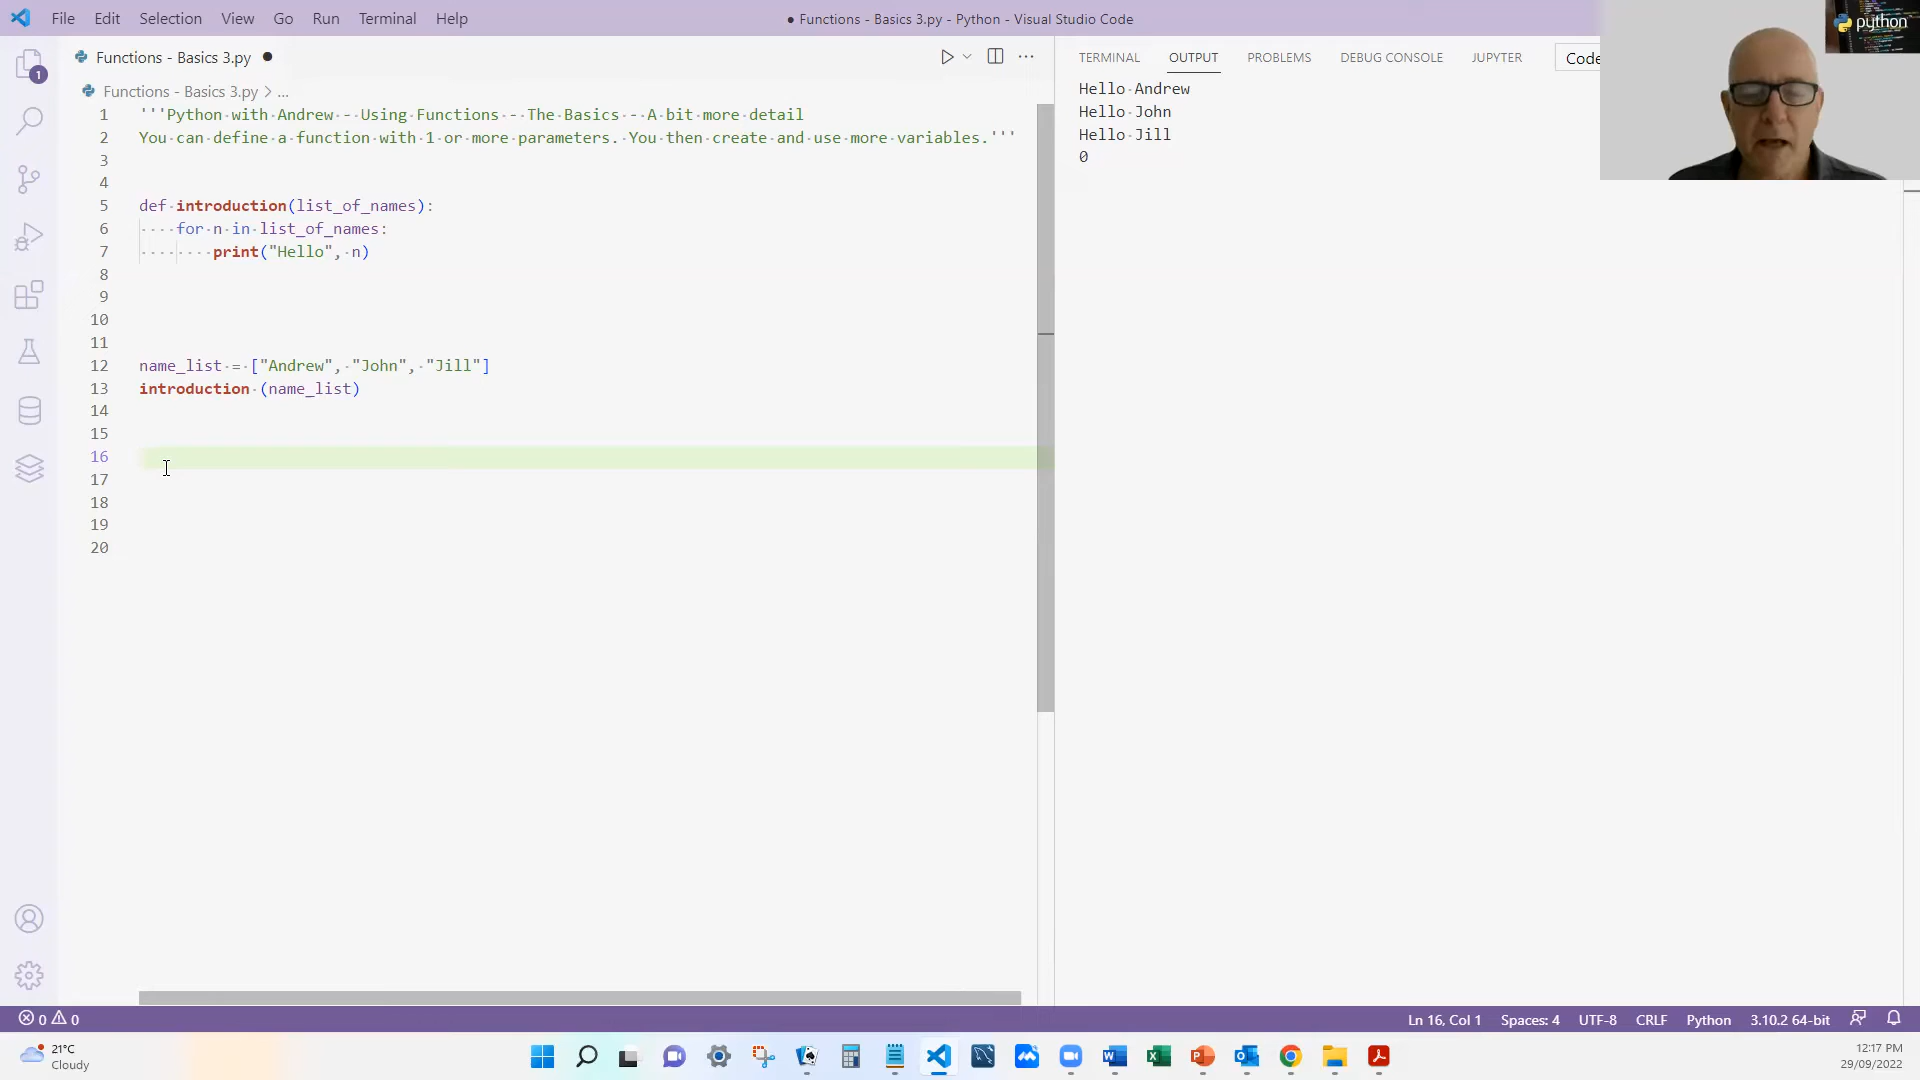 File Edit Selection View Go Run Terminal Help
● Functions - Basics 3.py - Python - Visual Studio Code
python
1
Functions - Basics 3.py ●
TERMINAL OUTPUT PROBLEMS DEBUG CONSOLE JUPYTER Code
Functions - Basics 3.py > ...
1 '''Python with Andrew - Using Functions - The Basics - A bit more detail
2 You can define a function with 1 or more parameters. You then create and use more variables.'''
3
4
5 def introduction(list_of_names):
6 for n in list_of_names:
7 print("Hello", n)
8
9
10
11
12 name_list = ["Andrew", "John", "Jill"]
13 introduction (name_list)
14
15
16
17
18
19
20
Hello Andrew
Hello John
Hello Jill
0
0 0
Ln 16, Col 1 Spaces: 4 UTF-8 CRLF Python 3.10.2 64-bit
21°C
Cloudy
12:17 PM
29/09/2022